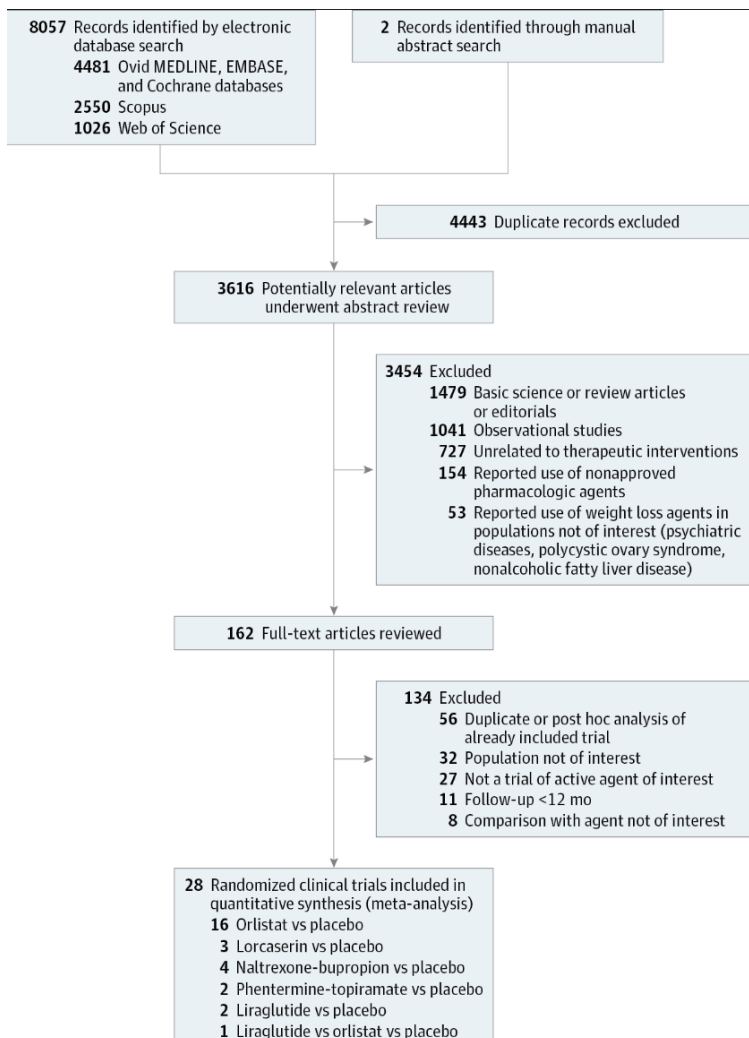 8057 Records identified by electronic
database search
4481 Ovid MEDLINE, EMBASE,
and Cochrane databases
2550 Scopus
1026 Web of Science
2 Records identified through manual
abstract search
4443 Duplicate records excluded
3616 Potentially relevant articles
underwent abstract review
3454 Excluded
1479 Basic science or review articles
or editorials
1041 Observational studies
727 Unrelated to therapeutic interventions
154 Reported use of nonapproved
pharmacologic agents
53 Reported use of weight loss agents in
populations not of interest (psychiatric
diseases, polycystic ovary syndrome,
nonalcoholic fatty liver disease)
162 Full-text articles reviewed
134 Excluded
56 Duplicate or post hoc analysis of
already included trial
32 Population not of interest
27 Not a trial of active agent of interest
11 Follow-up <12 mo
8 Comparison with agent not of interest
28 Randomized clinical trials included in
quantitative synthesis (meta-analysis)
16 Orlistat vs placebo
3 Lorcaserin vs placebo
4 Naltrexone-bupropion vs placebo
2 Phentermine-topiramate vs placebo
2 Liraglutide vs placebo
1 Liraglutide vs orlistat vs placebo